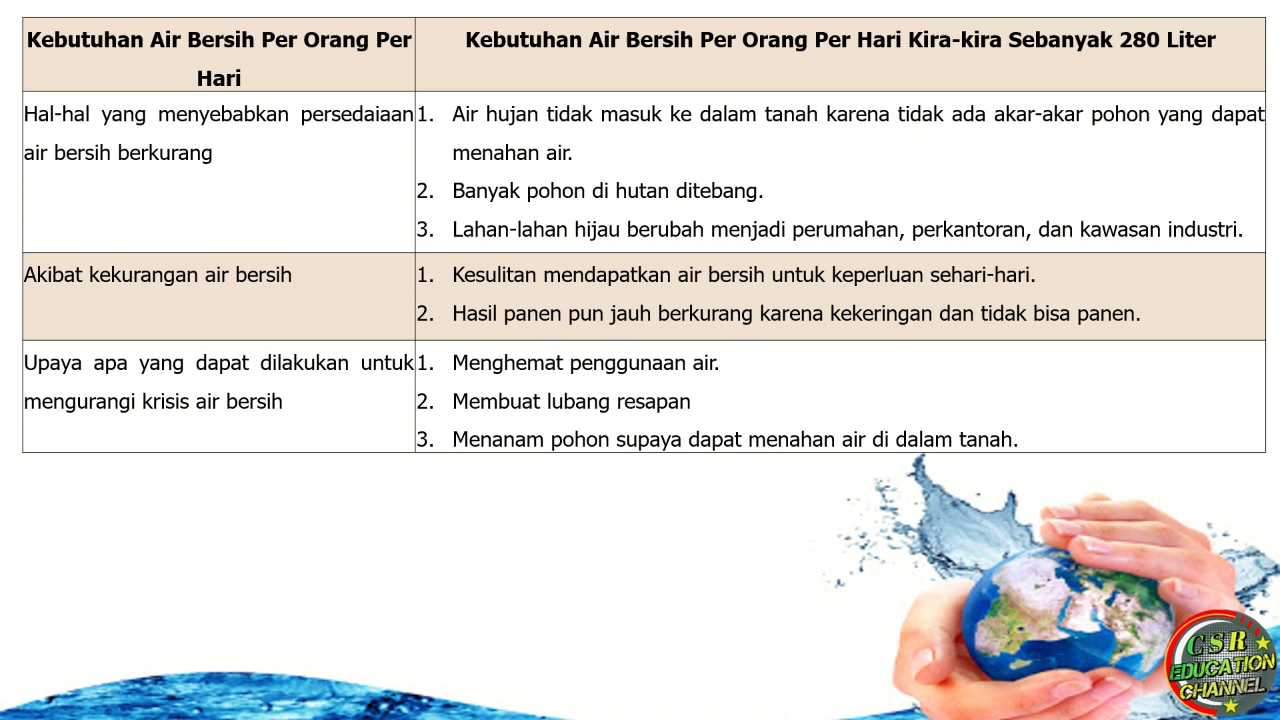 Kebutuhan Air Bersih Per Orang Per
Hari
Kebutuhan Air Bersih Per Orang Per Hari Kira-kira Sebanyak 280 Liter
Hal-hal yang menyebabkan persedaiaan
air bersih berkurang
1. Air hujan tidak masuk ke dalam tanah karena tidak ada akar-akar pohon yang dapat
menahan air.
2. Banyak pohon di hutan ditebang.
3. Lahan-lahan hijau berubah menjadi perumahan, perkantoran, dan kawasan industri.
Akibat kekurangan air bersih
1. Kesulitan mendapatkan air bersih untuk keperluan sehari-hari.
2. Hasil panen pun jauh berkurang karena kekeringan dan tidak bisa panen.
Upaya apa yang dapat dilakukan untuk
mengurangi krisis air bersih
1. Menghemat penggunaan air.
2. Membuat lubang resapan
3. Menanam pohon supaya dapat menahan air di dalam tanah.
CSR
EDUCATION
CHANNEL